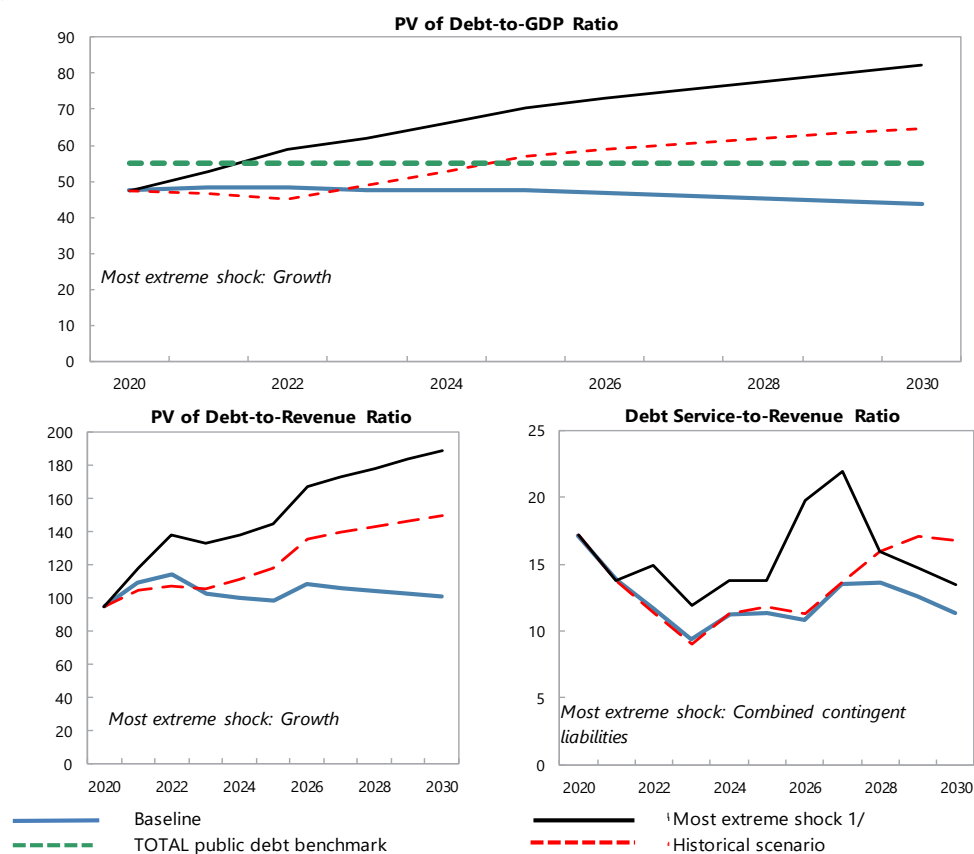 PV of Debt-to-GDP Ratio
90
80
70
60
50
40
30
20
10
0
Most extreme shock: Growth
2020 2022 2024 2026 2028 2030
PV of Debt-to-Revenue Ratio
200
180
160
140
120
100
80
60
40
20
0
Most extreme shock: Growth
2020 2022 2024 2026 2028 2030
Debt Service-to-Revenue Ratio
25
20
15
10
5
0
Most extreme shock: Combined contingent
liabilities
2020 2022 2024 2026 2028 2030
Baseline
Most extreme shock 1/
TOTAL public debt benchmark
Historical scenario